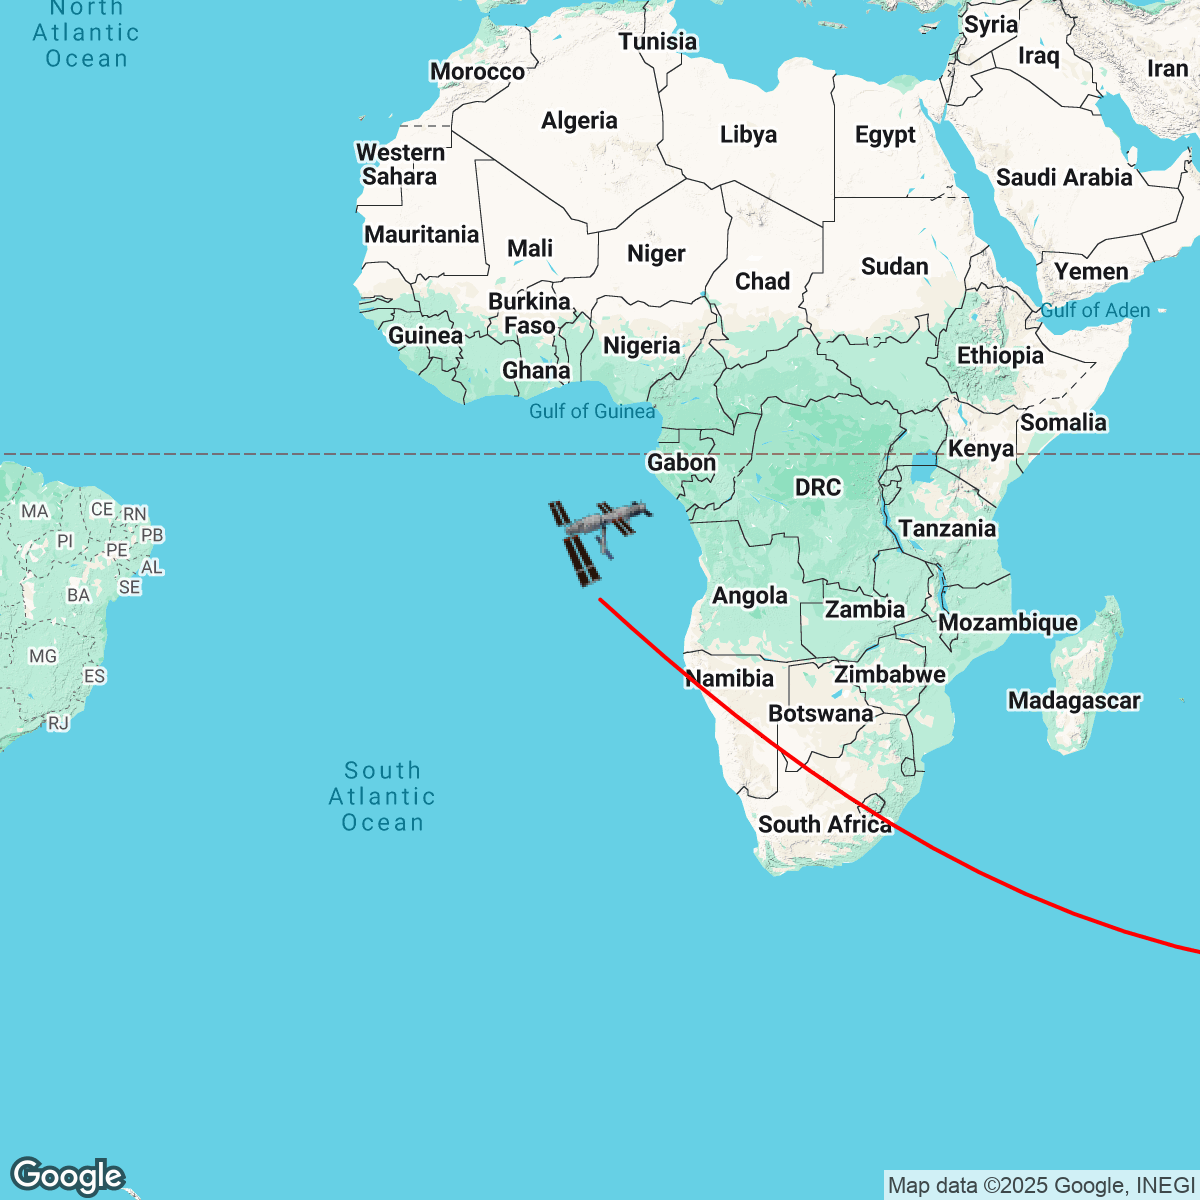 North
Atlantic
Ocean
Tunisia
Syria
Iraq
Iran
Morocco
Algeria
Libya
Egypt
Western
Sahara
Saudi Arabia
Mauritania
Mali
Niger
Chad
Sudan
Yemen
Burkina
Faso
Gulf of Aden
Guinea
Nigeria
Ethiopia
Ghana
Gulf of Guinea
Somalia
Kenya
Gabon
DRC
MA
CE
RN
PI
PE
PB
Tanzania
AL
SE
BA
Angola
Zambia
Mozambique
MG
ES
Namibia
Zimbabwe
Madagascar
RJ
Botswana
South
Atlantic
Ocean
South Africa
Google
Map data ©2025 Google, INEGI